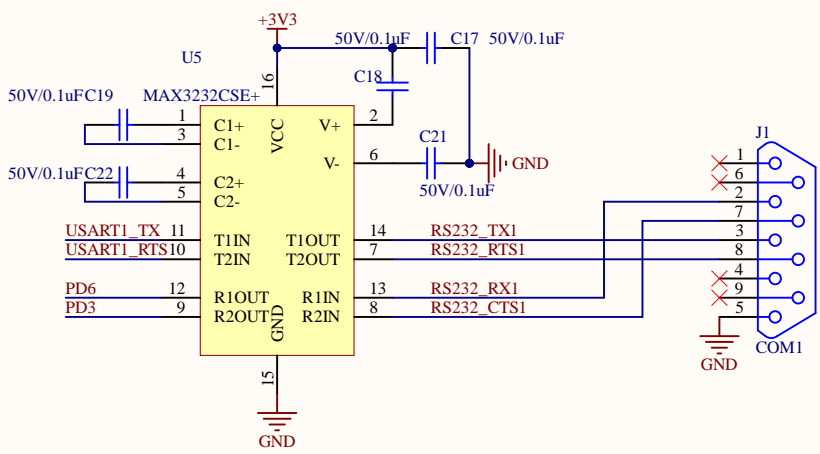 +3V3
50V/0.1uF C17 50V/0.1uF
U5
16
C18
50V/0.1uFC19 MAX3232CSE+
1 C1+ VCC V+ 2
3 C1-
V- 6 C21 GND
4 C2+
50V/0.1uFC22
5 C2-
50V/0.1uF
USART1_TX 11 T1IN T1OUT 14 RS232_TX1
USART1_RTS 10 T2IN T2OUT 7 RS232_RTS1
PD6 12 R1OUT R1IN 13 RS232_RX1
PD3 9 R2OUT R2IN 8 RS232_CTS1
GND
15
GND
J1
1
6
2
7
3
8
4
9
5
GND
COM1